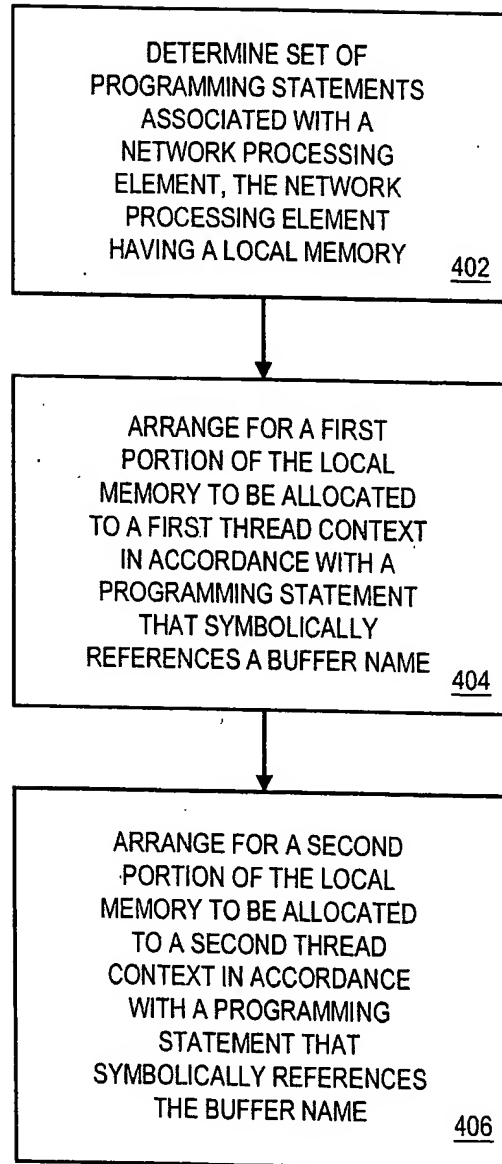 DETERMINE SET OF
PROGRAMMING STATEMENTS
ASSOCIATED WITH A
NETWORK PROCESSING
ELEMENT, THE NETWORK
PROCESSING ELEMENT
HAVING A LOCAL MEMORY
402
ARRANGE FOR A FIRST
PORTION OF THE LOCAL
MEMORY TO BE ALLOCATED
TO A FIRST THREAD CONTEXT
IN ACCORDANCE WITH A
PROGRAMMING STATEMENT
THAT SYMBOLICALLY
REFERENCES A BUFFER NAME
404
ARRANGE FOR A SECOND
PORTION OF THE LOCAL
MEMORY TO BE ALLOCATED
TO A SECOND THREAD
CONTEXT IN ACCORDANCE
WITH A PROGRAMMING
STATEMENT THAT
SYMBOLICALLY REFERENCES
THE BUFFER NAME
406